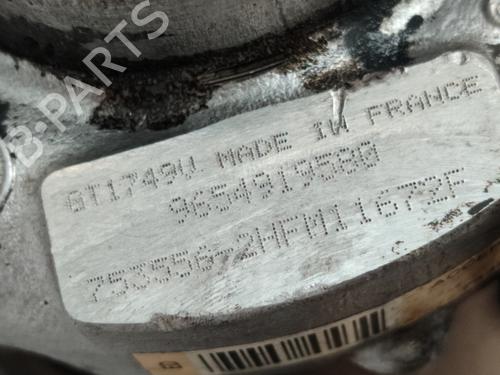 B-PARTS
GT1749V MADE IN FRANCE
9654919580
753556-2HFM11672F